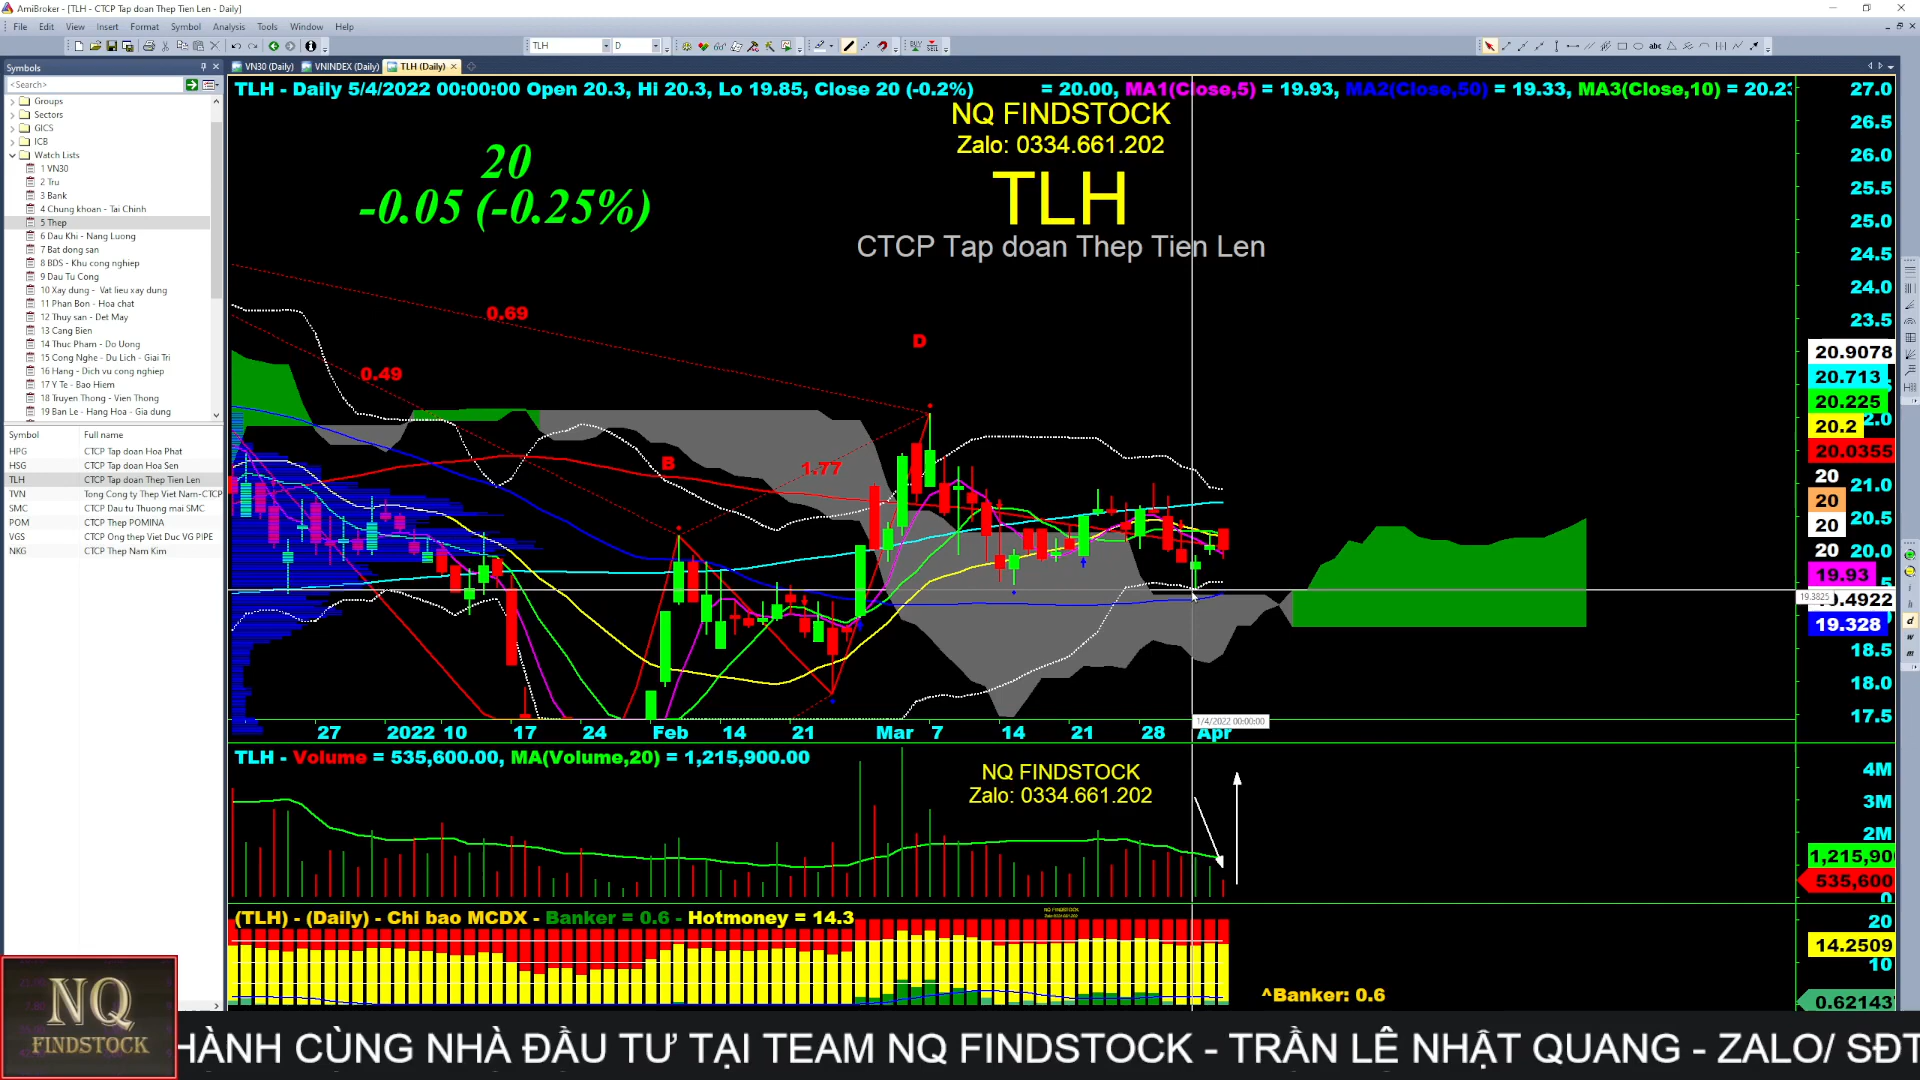 AmiBroker - [TLH - CTCP Tap doan Thep Tien Len - Daily]
File Edit View Insert Format Symbol Analysis Tools Window Help
TLH D
Symbols
<Search>
Groups
Sectors
GICS
ICB
Watch Lists
1 VN30
2 Tru
3 Bank
4 Chung khoan - Tai Chinh
5 Thep
6 Dau Khi - Nang Luong
7 Bat dong san
8 BDS - Khu cong nghiep
9 Dau Tu Cong
10 Xay dung - Vat lieu xay dung
11 Phan Bon - Hoa chat
12 Thuy san - Det May
13 Cang Bien
14 Thuc Pham - Do Uong
15 Cong Nghe - Du Lich - Giai Tri
16 Hang - Dich vu cong nghiep
17 Y Te - Bao Hiem
18 Truyen Thong - Vien Thong
19 Ban Le - Hang Hoa - Gia dung
Symbol Full name
HPG CTCP Tap doan Hoa Phat
HSG CTCP Tap doan Hoa Sen
TLH CTCP Tap doan Thep Tien Len
TVN Tong Cong ty Thep Viet Nam-CTCP
SMC CTCP Dau tu Thuong mai SMC
POM CTCP Thep POMINA
VGS CTCP Ong thep Viet Duc VG PIPE
NKG CTCP Thep Nam Kim
VN30 (Daily) VNINDEX (Daily) TLH (Daily)
TLH - Daily 5/4/2022 00:00:00 Open 20.3, Hi 20.3, Lo 19.85, Close 20 (-0.2%) = 20.00, MA1(Close,5) = 19.93, MA2(Close,50) = 19.33, MA3(Close,10) = 20.23
NQ FINDSTOCK
Zalo: 0334.661.202
TLH
CTCP Tap doan Thep Tien Len
20
-0.05 (-0.25%)
0.69
0.49
D
B
1.77
27.0
26.5
26.0
25.5
25.0
24.5
24.0
23.5
20.9078
20.713
20.225
20.2
20.0355
20
21.0
20
20
20.5
20
20.0
19.93
19.3825
19.4922
19.328
18.5
18.0
17.5
27 2022 10 17 24 Feb 14 21 Mar 7 14 21 28 Apr
1/4/2022 00:00:00
TLH - Volume = 535,600.00, MA(Volume,20) = 1,215,900.00
NQ FINDSTOCK
Zalo: 0334.661.202
4M
3M
2M
1,215,90
535,600
0
(TLH) - (Daily) - Chi bao MCDX - Banker = 0.6 - Hotmoney = 14.3
20
14.2509
10
^Banker: 0.6
0.62143
NQ
FINDSTOCK
HÀNH CÙNG NHÀ ĐẦU TƯ TẠI TEAM NQ FINDSTOCK - TRẦN LÊ NHẬT QUANG - ZALO/ SĐT